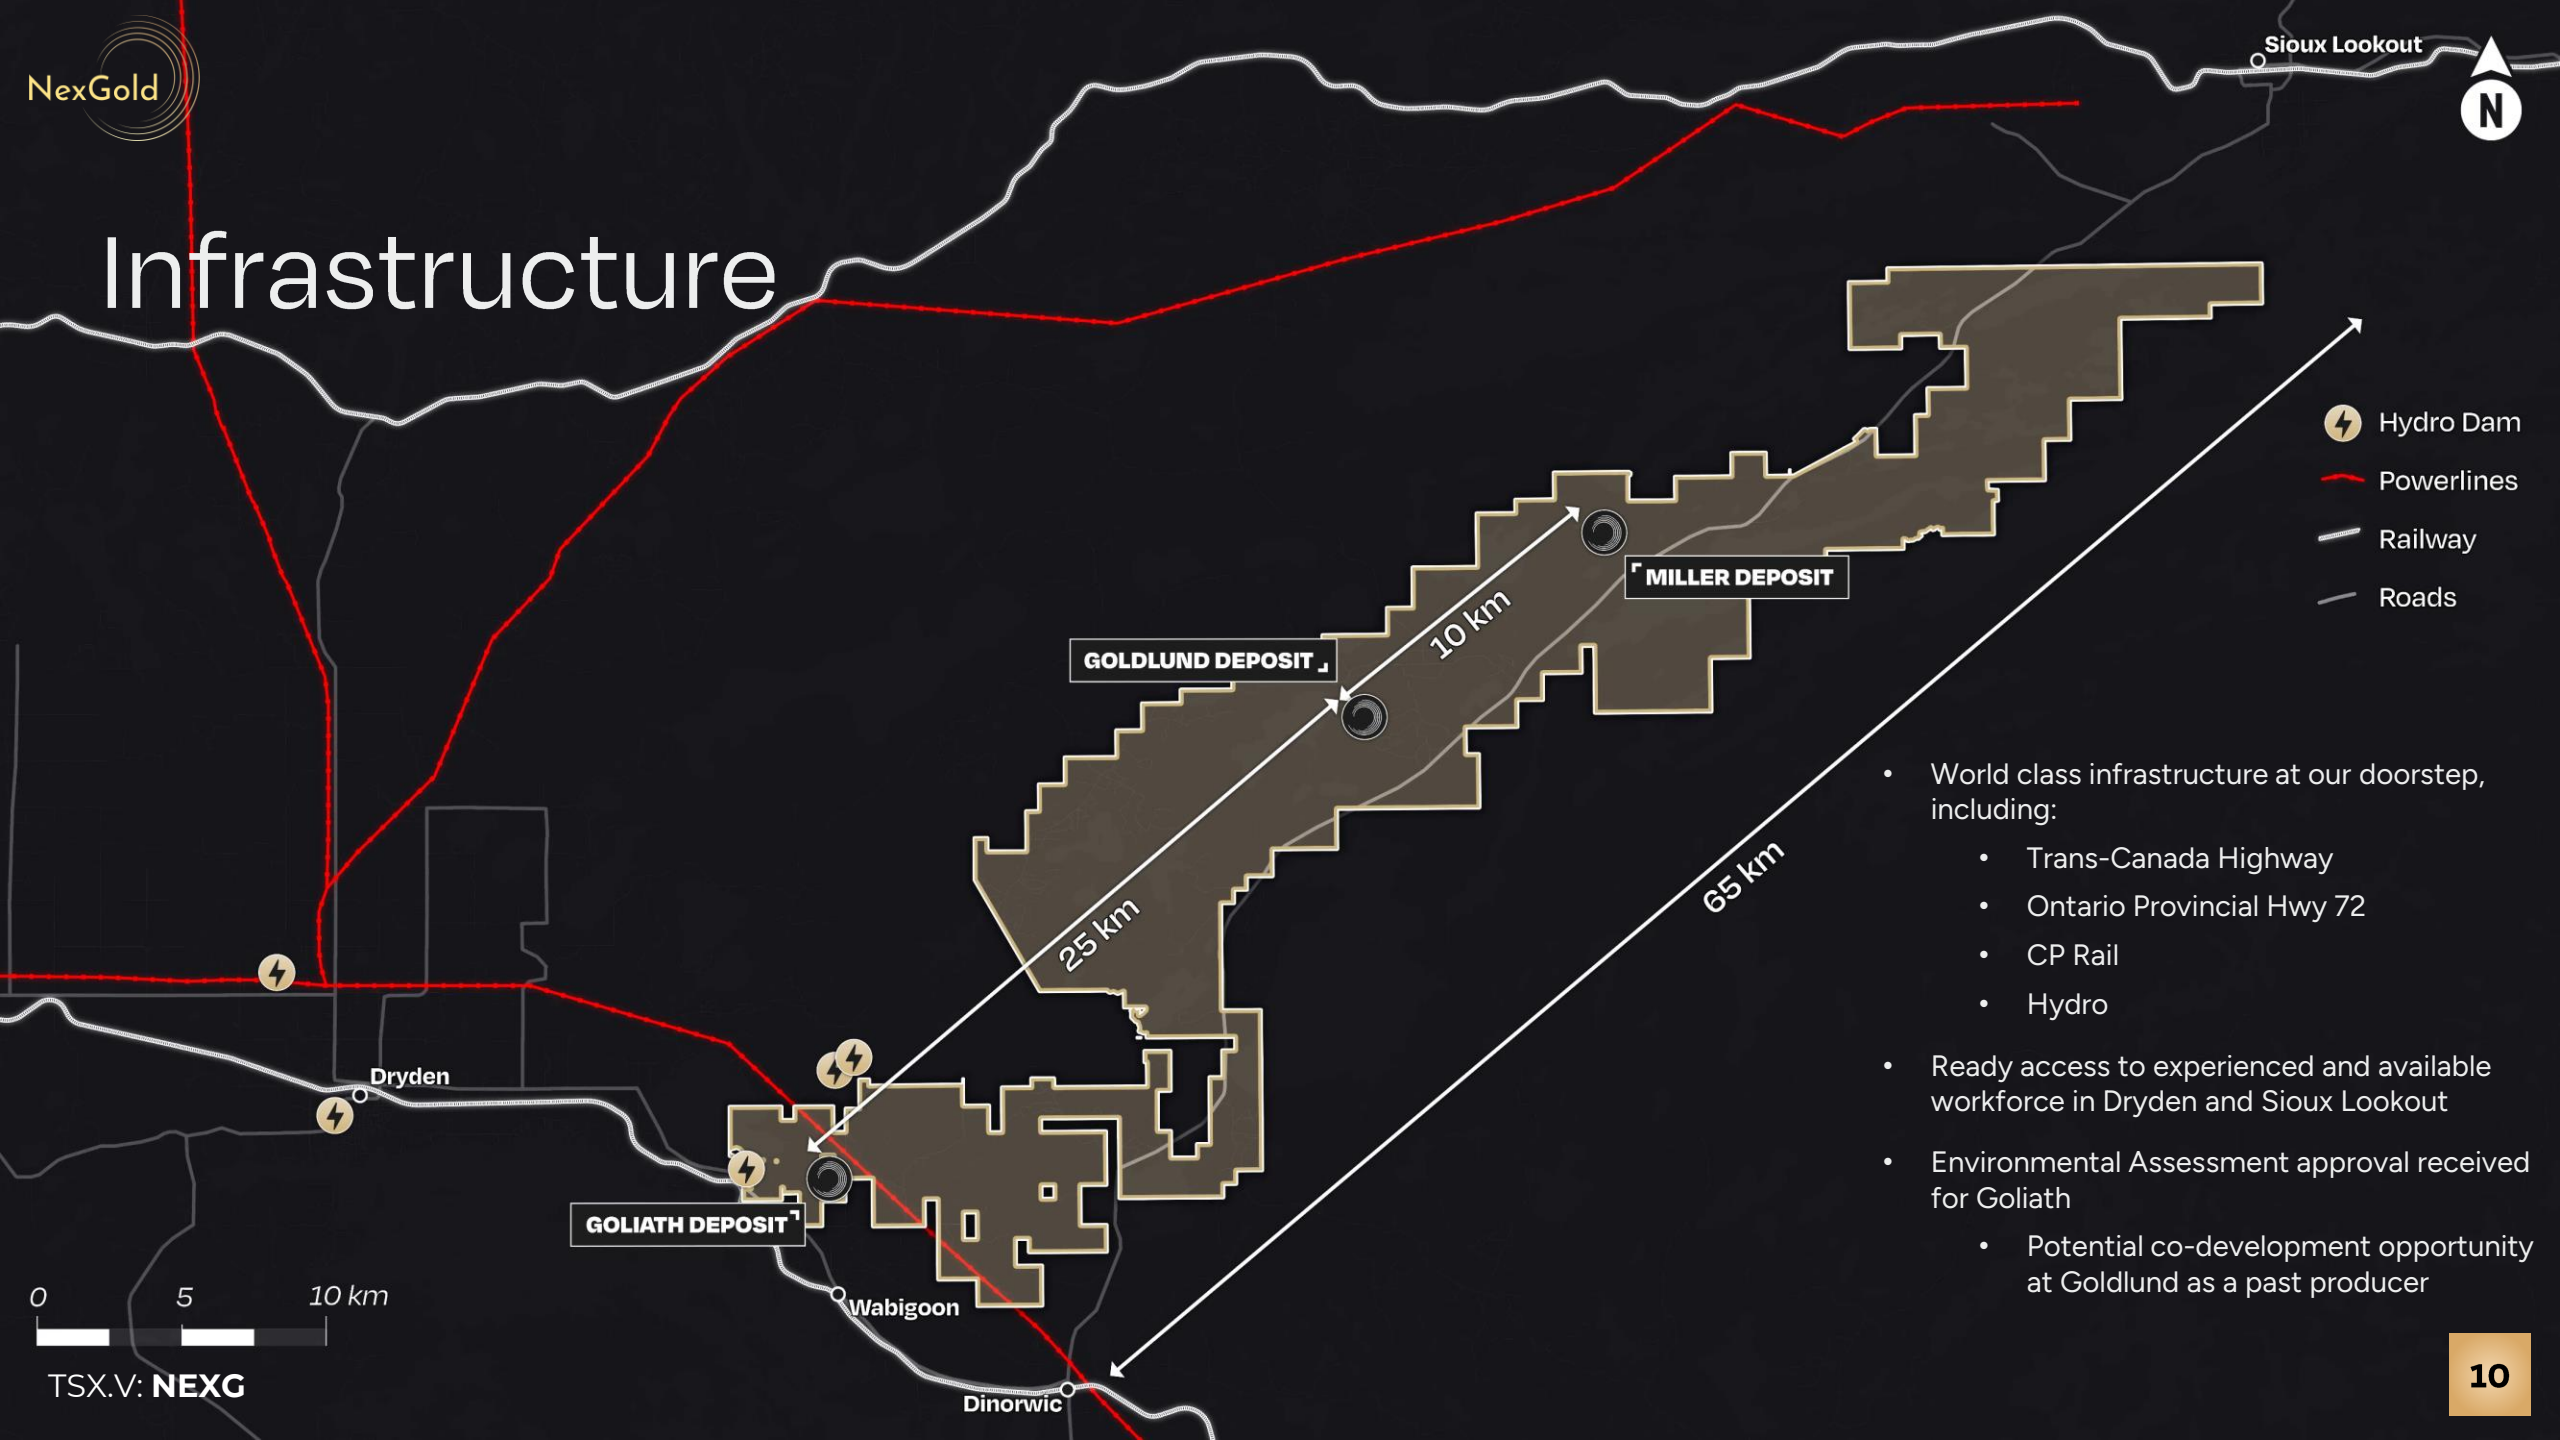 NexGold
Sioux Lookout
N
Infrastructure
Hydro Dam
Powerlines
Railway
Roads
MILLER DEPOSIT
10 km
GOLDLUND DEPOSIT
25 km
65 km
Dryden
GOLIATH DEPOSIT
Wabigoon
Dinorwic
• World class infrastructure at our doorstep,
including:
• Trans-Canada Highway
• Ontario Provincial Hwy 72
• CP Rail
• Hydro
• Ready access to experienced and available
workforce in Dryden and Sioux Lookout
• Environmental Assessment approval received
for Goliath
• Potential co-development opportunity
at Goldlund as a past producer
0 5 10 km
TSX.V: NEXG
10